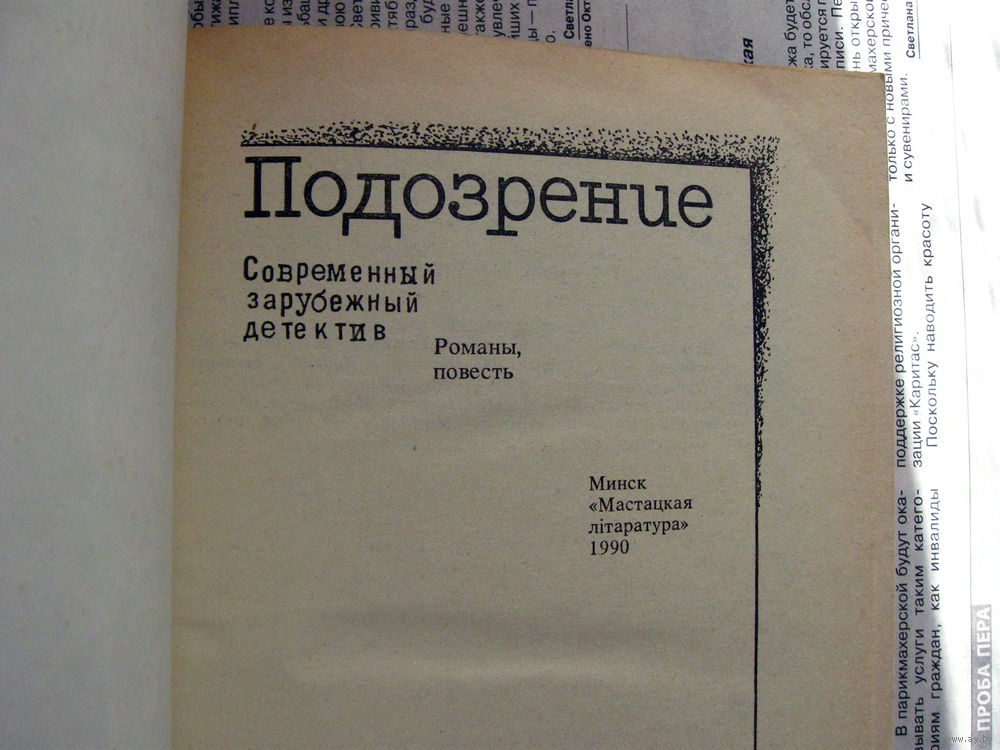 Подозрение
Современный
зарубежный
детектив
Романы,
повесть
Минск
«Мастацкая
літаратура»
1990
только с новыми
и сувенирами.
Светлана
поддержке религиозной органи-
зации «Каритас».
Поскольку наводить красоту
В парикмахерской будут ока-
зывать услуги таким катего-
риям граждан, как инвалиды
ПРОБА ПЕРА
www.ay.by